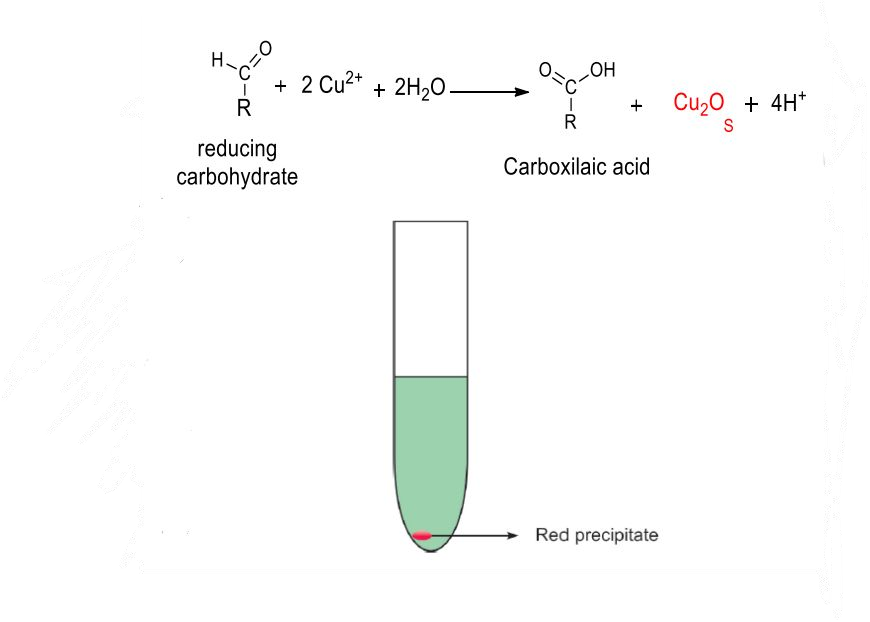 H C O R + 2 Cu²⁺ + 2H₂O → O C OH R + Cu₂O S + 4H⁺
reducing
carbohydrate
Carboxilaic acid
Red precipitate